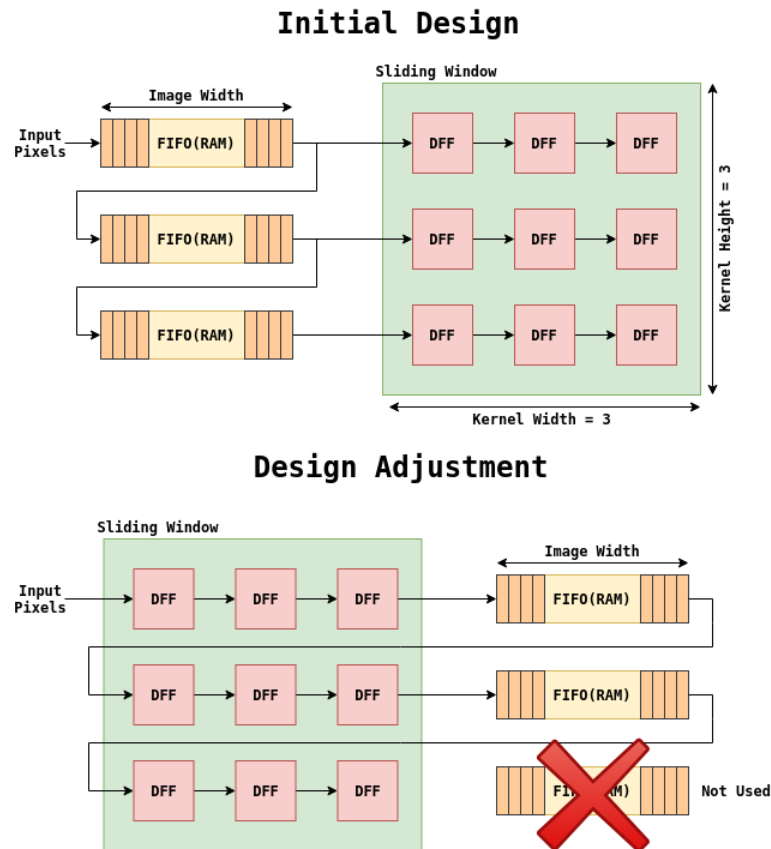 Initial Design
Sliding Window
Image Width
Input
Pixels
FIFO(RAM)
DFF
DFF
DFF
FIFO(RAM)
DFF
DFF
DFF
Kernel Height = 3
FIFO(RAM)
DFF
DFF
DFF
Kernel Width = 3
Design Adjustment
Sliding Window
Image Width
Input
Pixels
DFF
DFF
DFF
FIFO(RAM)
DFF
DFF
DFF
FIFO(RAM)
DFF
DFF
DFF
Not Used